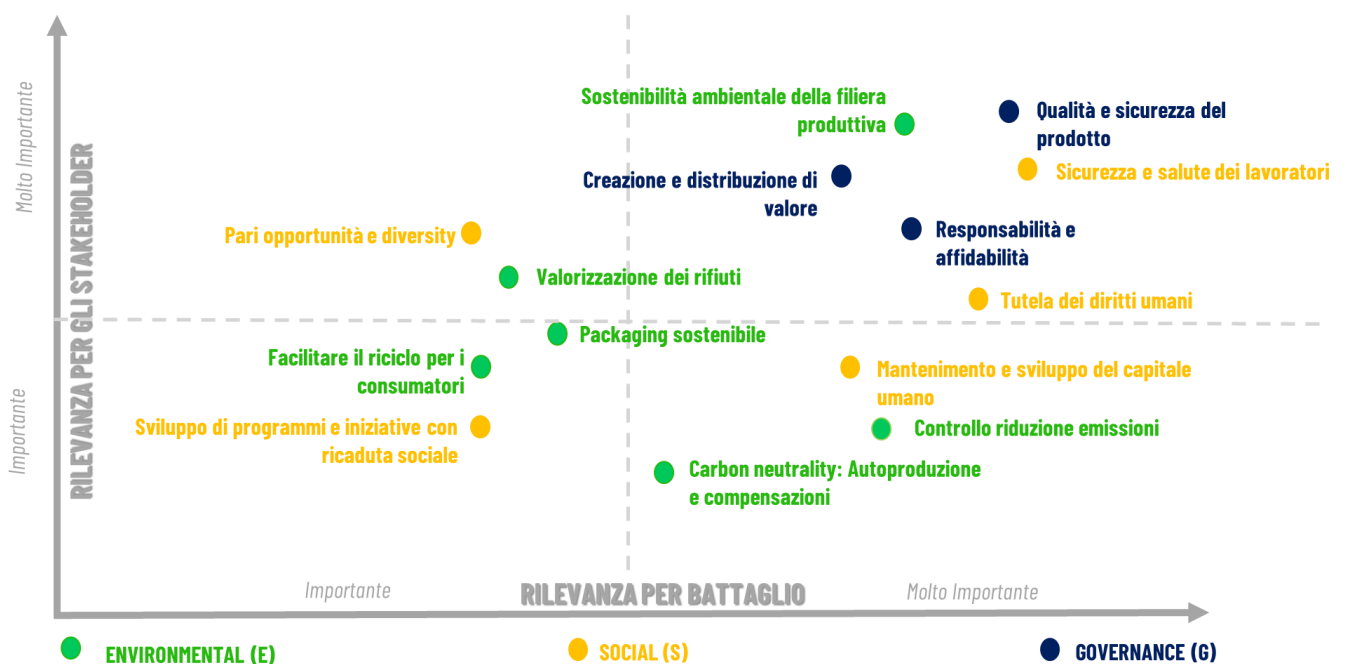 Molto Importante
Importante
RILEVANZA PER GLI STAKEHOLDER
Sostenibilità ambientale della filiera
produttiva
Qualità e sicurezza del
prodotto
Sicurezza e salute dei lavoratori
Creazione e distribuzione di
valore
Responsabilità e
affidabilità
Pari opportunità e diversity
Valorizzazione dei rifiuti
Tutela dei diritti umani
Packaging sostenibile
Facilitare il riciclo per i
consumatori
Mantenimento e sviluppo del capitale
umano
Sviluppo di programmi e iniziative con
ricaduta sociale
Controllo riduzione emissioni
Carbon neutrality: Autoproduzione
e compensazioni
Importante
RILEVANZA PER BATTAGLIO
Molto Importante
ENVIRONMENTAL (E)
SOCIAL (S)
GOVERNANCE (G)